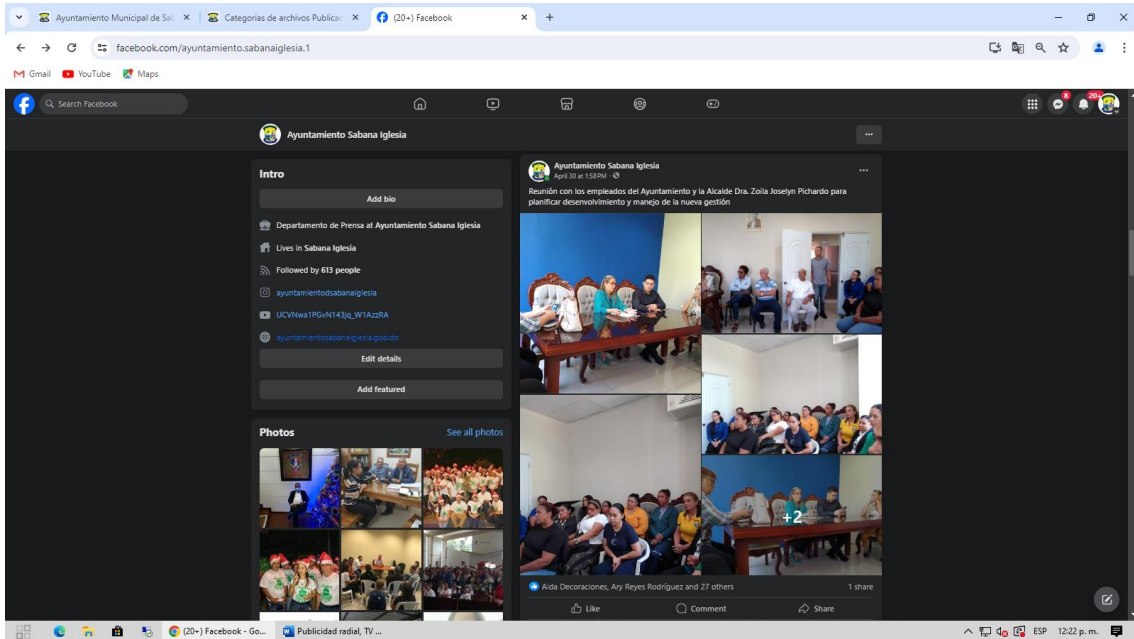 Ayuntamiento Municipal de Sal
Categorias de archivos Publicac
(20+) Facebook
facebook.com/ayuntamiento.sabanaiglesia.1
Gmail
YouTube
Maps
Search Facebook
8
20+
Ayuntamiento Sabana Iglesia
Intro
Add bio
Departamento de Prensa at Ayuntamiento Sabana Iglesia
Lives in Sabana Iglesia
Followed by 613 people
ayuntamientodsabanaiglesia
UCVNwa1PGvN143jq_W1AzzRA
ayuntamientosabanaiglesia.gob.do
Edit details
Add featured
Photos
See all photos
Ayuntamiento Sabana Iglesia
April 30 at 1:58 PM
Reunión con los empleados del Ayuntamiento y la Alcalde Dra. Zoila Joselyn Pichardo para
planificar desenvolvimiento y manejo de la nueva gestión
+2
Aida Decoraciones, Ary Reyes Rodríguez and 27 others
1 share
Like
Comment
Share
(20+) Facebook - Go...
Publicidad radial, TV ...
ESP
12:22 p. m.